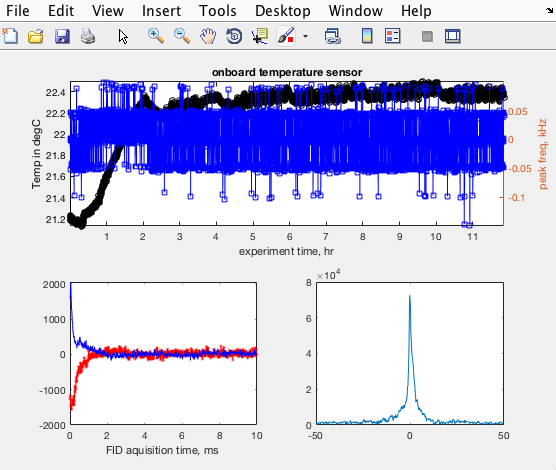 File Edit View Insert Tools Desktop Window Help
onboard temperature sensor
22.4
22.2
22
21.8
21.6
21.4
21.2
Temp in degC
0.05
0
-0.05
-0.1
peak freq, kHz
1 2 3 4 5 6 7 8 9 10 11
experiment time, hr
2000
1000
0
-1000
-2000
0 2 4 6 8 10
FID aquisition time, ms
×10⁴
8
6
4
2
0
-50 0 50